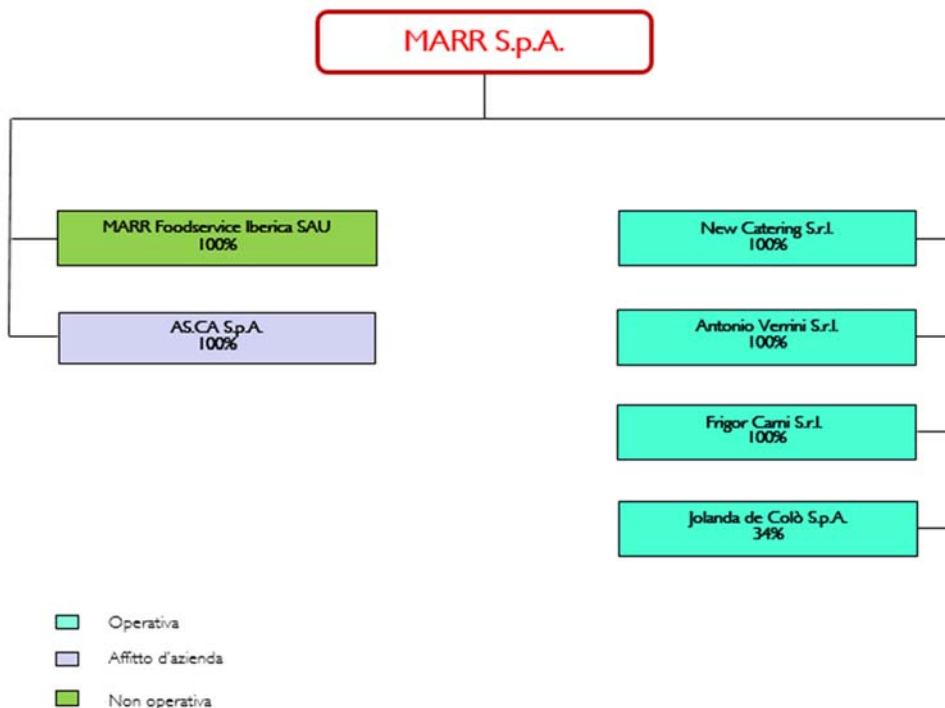 MARR S.p.A.
MARR Foodservice Iberica SAU
100%
AS.CA S.p.A.
100%
New Catering S.r.l.
100%
Antonio Verrini S.r.l.
100%
Frigor Carni S.r.l.
100%
Jolanda de Colò S.p.A.
34%
Operativa
Affitto d'azienda
Non operativa